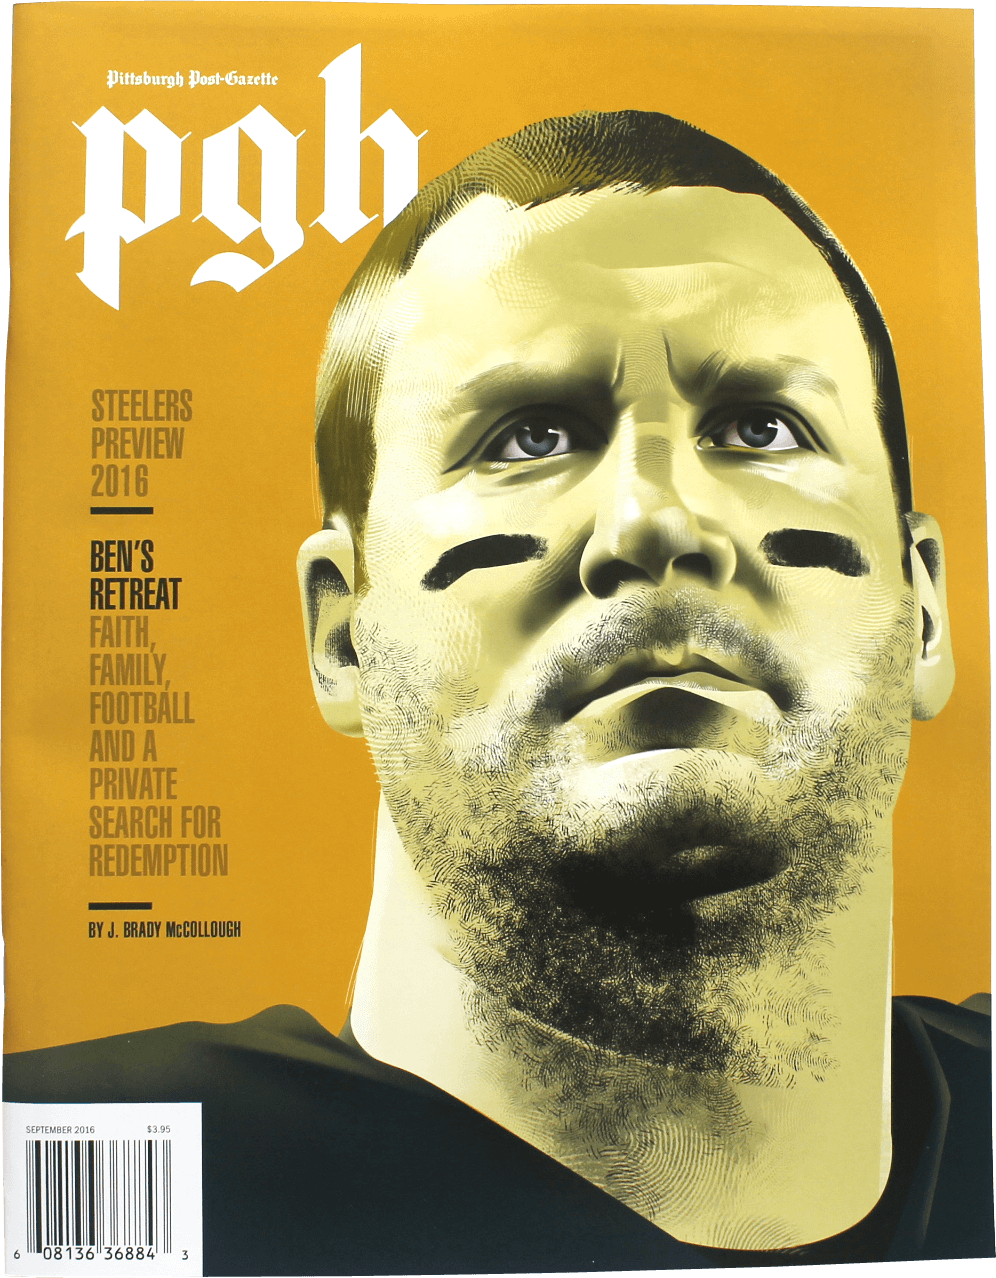 Pittsburgh Post-Gazette
pgh
STEELERS
PREVIEW
2016
BEN'S
RETREAT
FAITH,
FAMILY,
FOOTBALL
AND A
PRIVATE
SEARCH FOR
REDEMPTION
BY J. BRADY McCOLLOUGH
SEPTEMBER 2016 $3.95
6 08136 36884 3